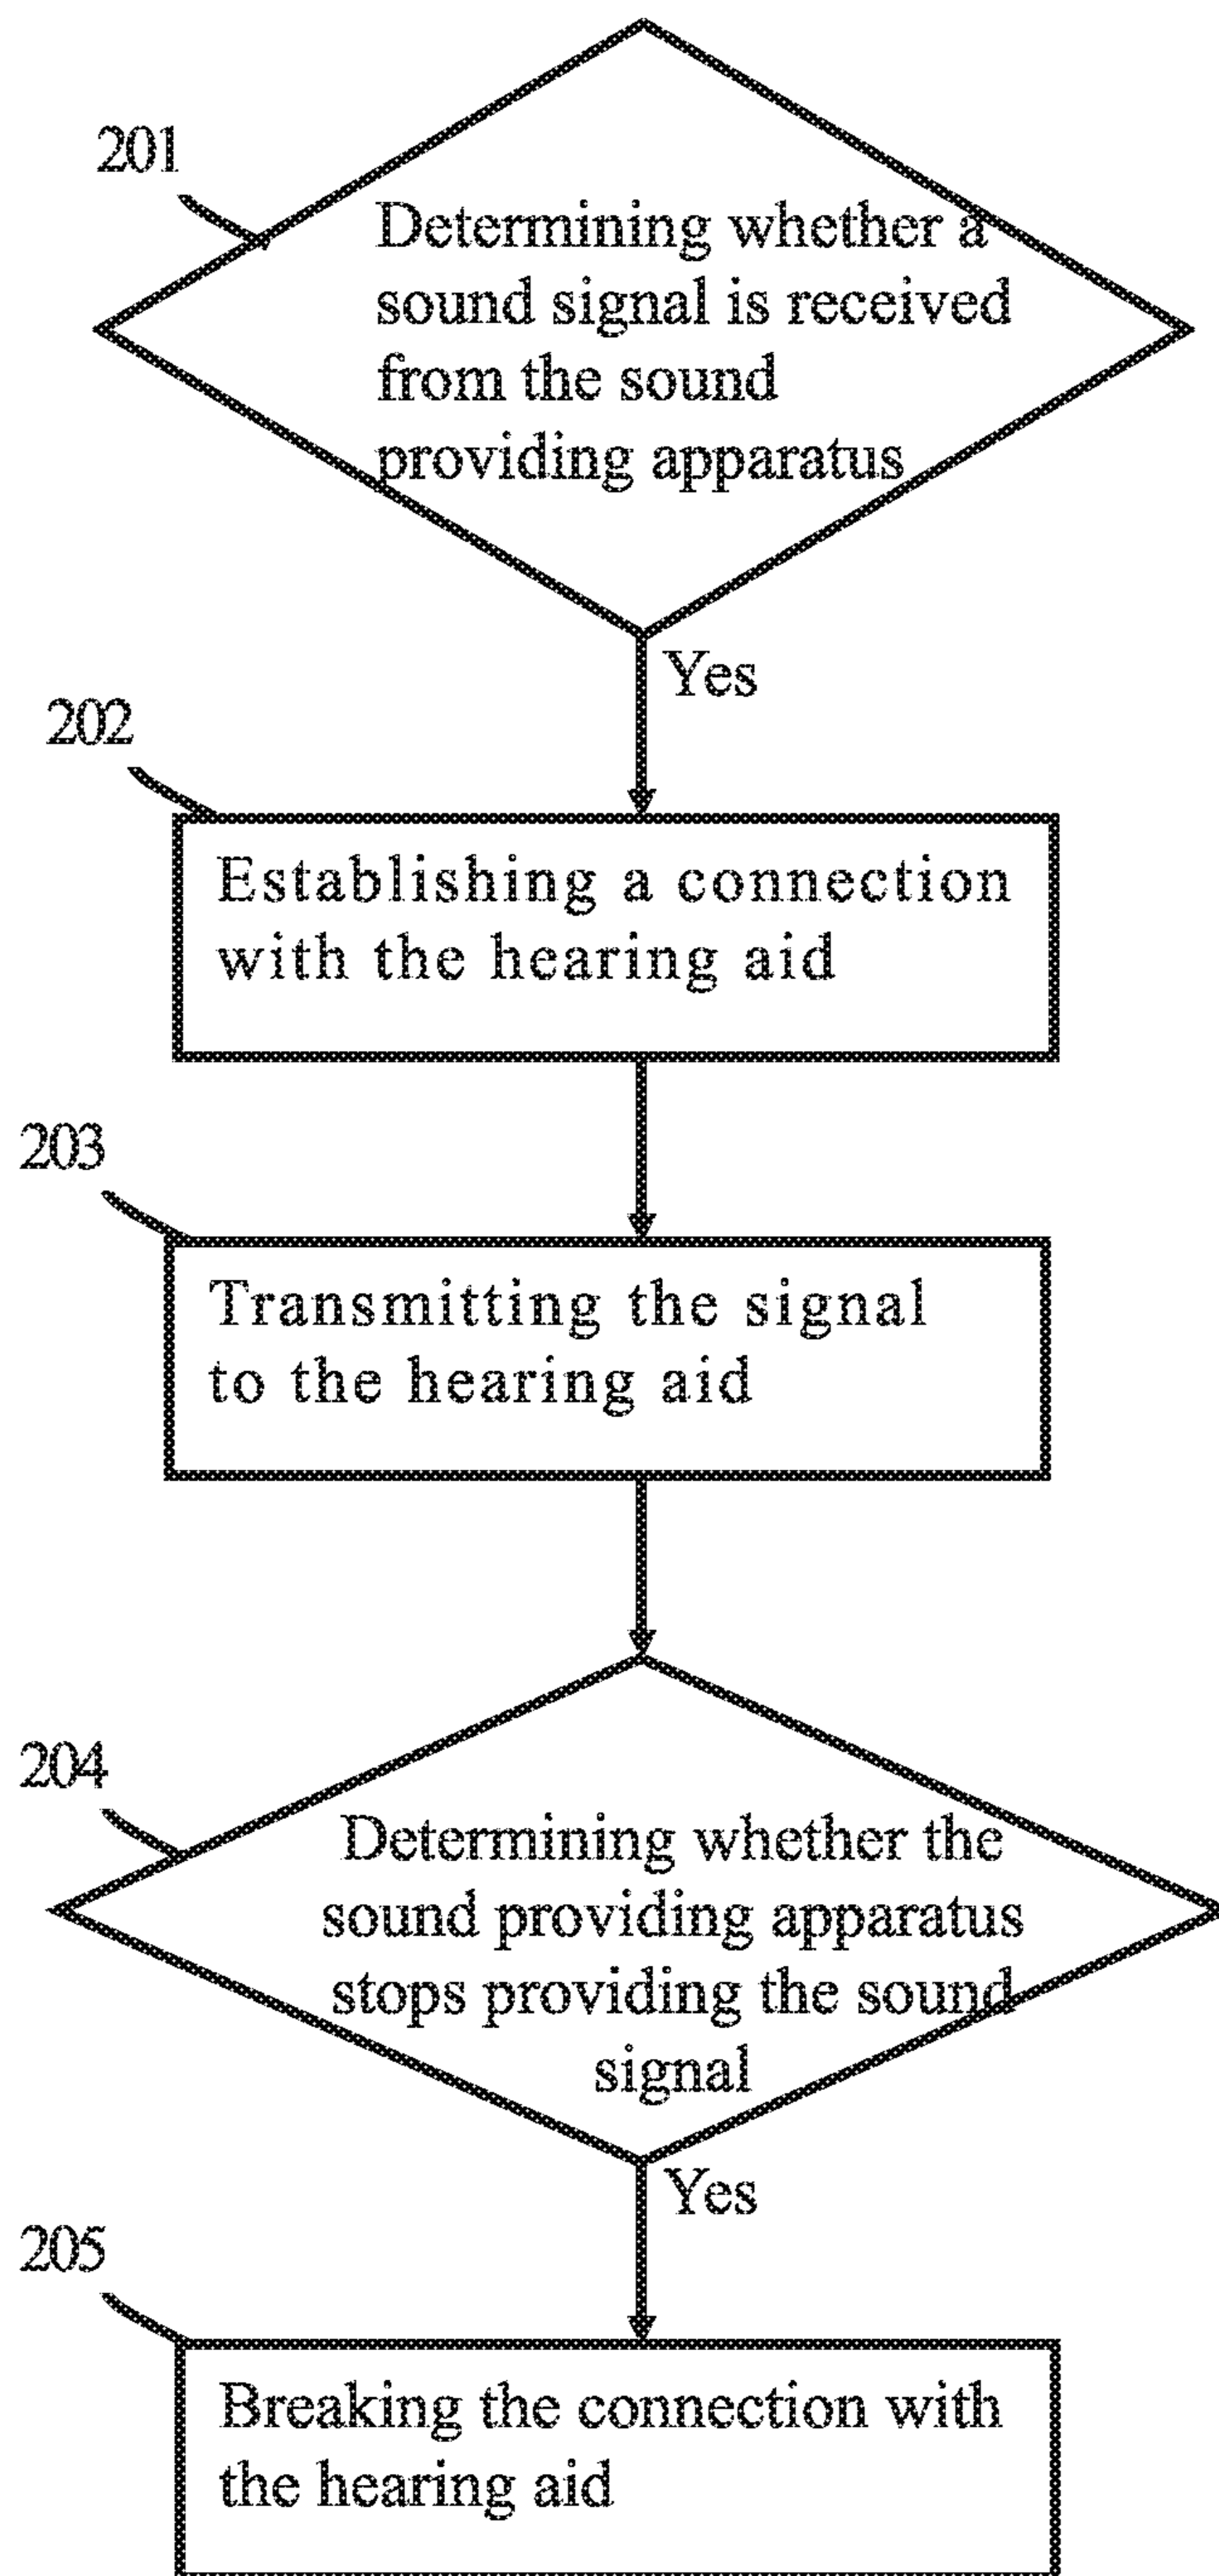 201
Determining whether a
sound signal is received
from the sound
providing apparatus
Yes
202
Establishing a connection
with the hearing aid
203
Transmitting the signal
to the hearing aid
204
Determining whether the
sound providing apparatus
stops providing the sound
signal
Yes
205
Breaking the connection with
the hearing aid